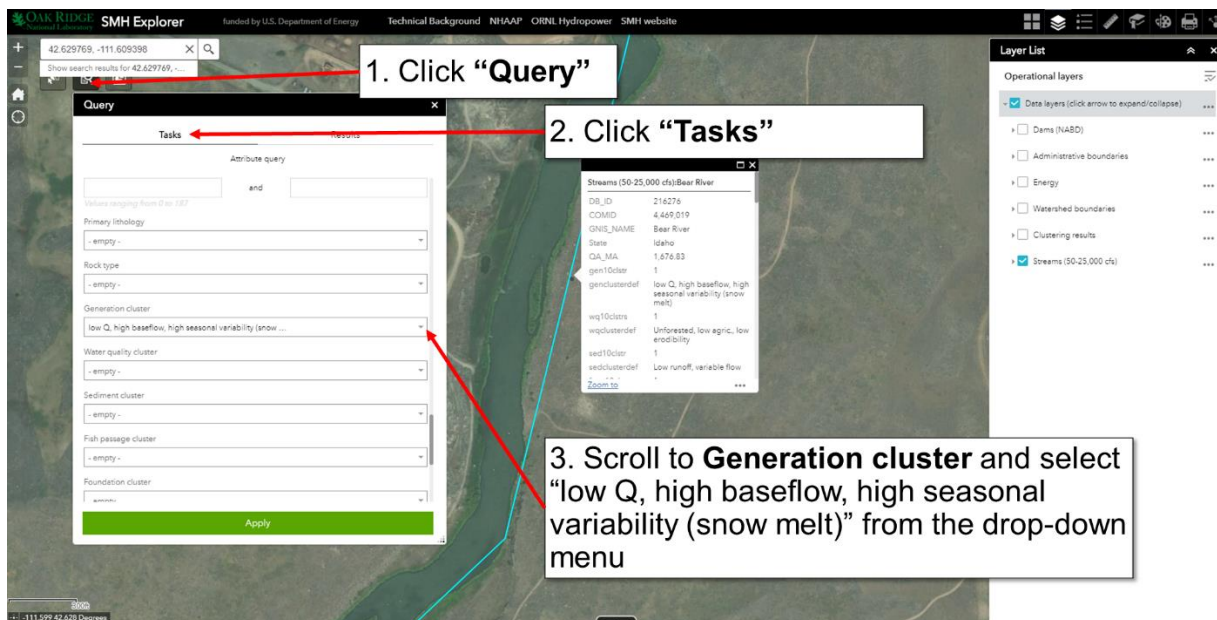 OAK RIDGE
National Laboratory
SMH Explorer
funded by U.S. Department of Energy
Technical Background NHAAP ORNL Hydropower SMH website
42.629769, -111.609398
Show search results for 42.629769, -...
1. Click “Query”
Query
Tasks
Results
2. Click “Tasks”
Attribute query
and
Values ranging from 0 to 187
Primary lithology
- empty -
Rock type
- empty -
Generation cluster
low Q, high baseflow, high seasonal variability (snow ...
Water quality cluster
- empty -
Sediment cluster
- empty -
Fish passage cluster
- empty -
Foundation cluster
- empty -
Apply
Streams (50-25,000 cfs):Bear River
DB_ID 216276
COMID 4,469,019
GNIS_NAME Bear River
State Idaho
QA_MA 1,676.83
gen10clstr 1
genclusterdef low Q, high baseflow, high
seasonal variability (snow
melt)
wq10clstrs 1
wqclusterdef Unforested, low agric., low
erodibility
sed10clstr 1
sedclusterdef Low runoff, variable flow
Zoom to
3. Scroll to Generation cluster and select
“low Q, high baseflow, high seasonal
variability (snow melt)” from the drop-down
menu
Layer List
Operational layers
Data layers (click arrow to expand/collapse)
Dams (NABD)
Administrative boundaries
Energy
Watershed boundaries
Clustering results
Streams (50-25,000 cfs)
300ft
-111.599 42.628 Degrees